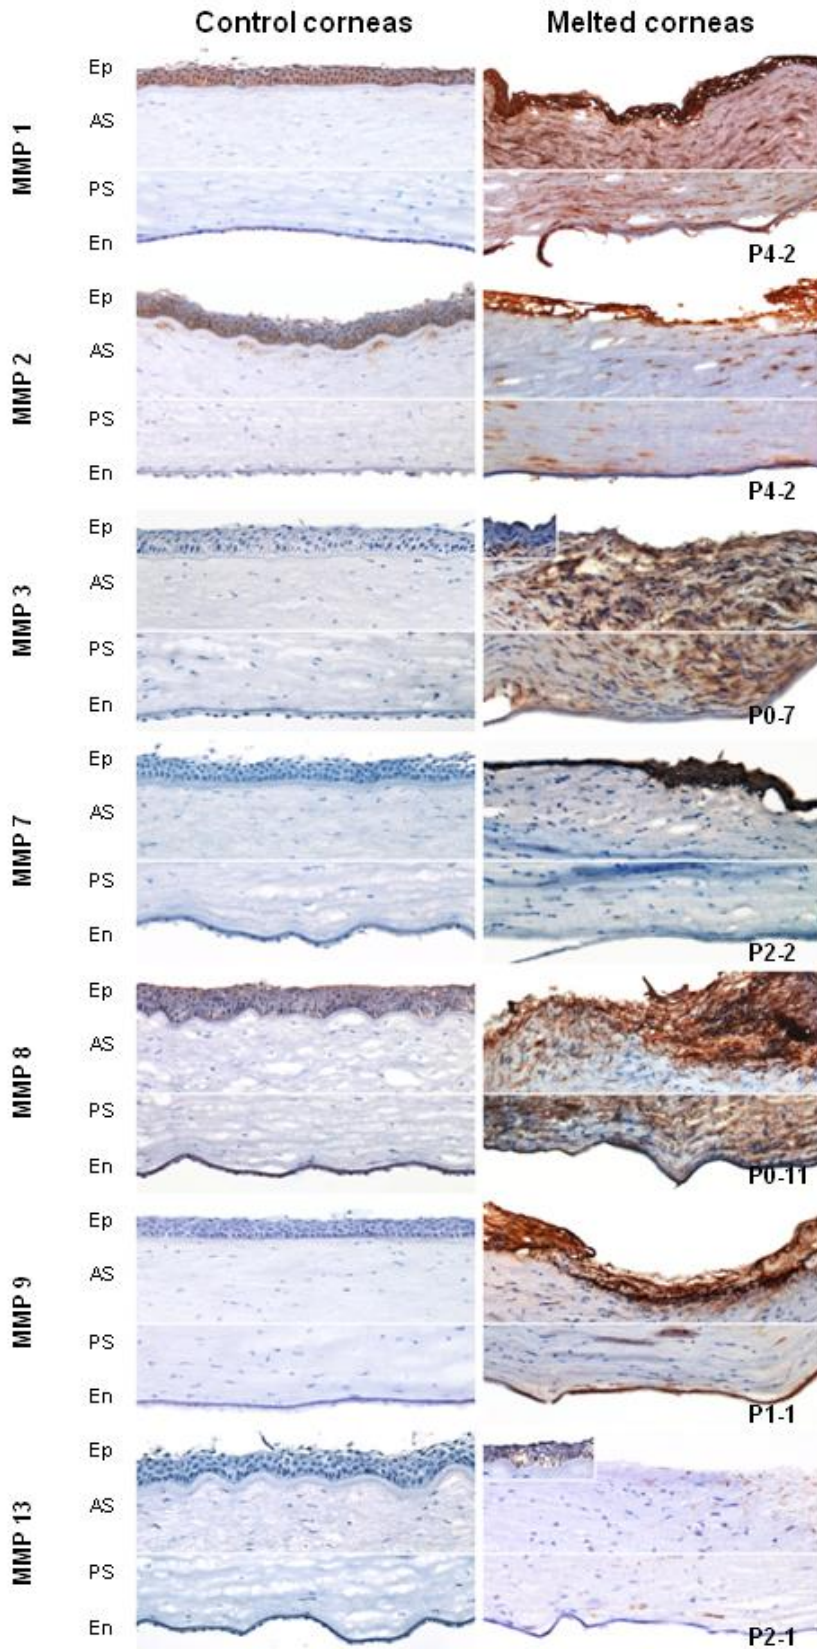 Control corneas Melted corneas
MMP 1
Ep
AS
PS
En
P4-2
MMP 2
Ep
AS
PS
En
P4-2
MMP 3
Ep
AS
PS
En
P0-7
MMP 7
Ep
AS
PS
En
P2-2
MMP 8
Ep
AS
PS
En
P0-11
MMP 9
Ep
AS
PS
En
P1-1
MMP 13
Ep
AS
PS
En
P2-1